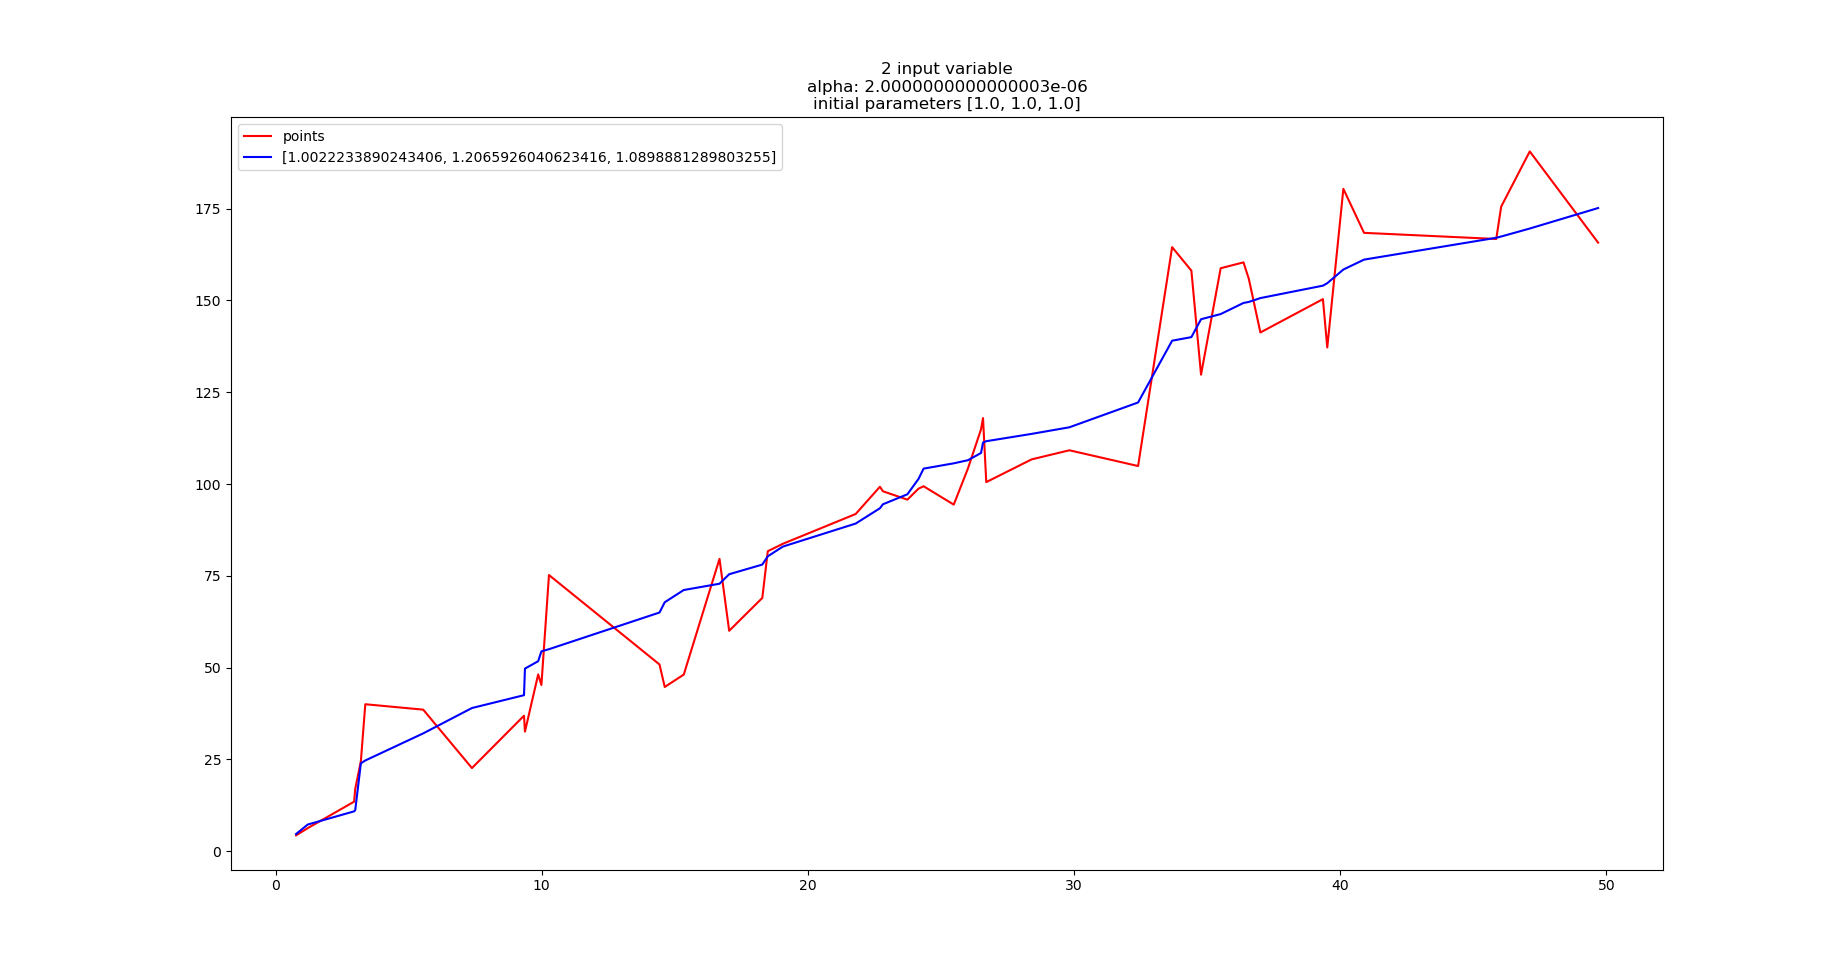 2 input variable
alpha: 2.0000000000000003e-06
initial parameters [1.0, 1.0, 1.0]
points
[1.0022233890243406, 1.2065926040623416, 1.0898881289803255]
175
150
125
100
75
50
25
0
0 10 20 30 40 50